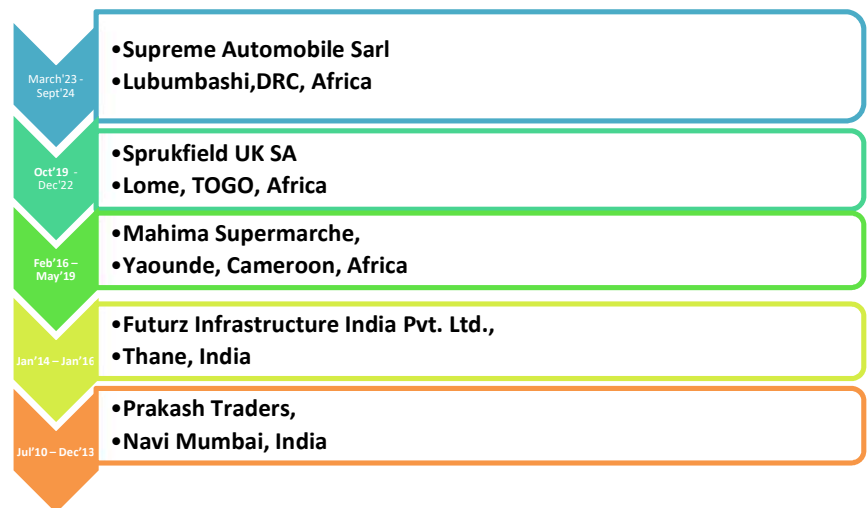 March'23 -
Sept'24
•Supreme Automobile Sarl
•Lubumbashi,DRC, Africa
Oct'19 -
Dec'22
•Sprukfield UK SA
•Lome, TOGO, Africa
Feb'16 –
May'19
•Mahima Supermarche,
•Yaounde, Cameroon, Africa
Jan'14 – Jan'16
•Futurz Infrastructure India Pvt. Ltd.,
•Thane, India
Jul'10 – Dec'13
•Prakash Traders,
•Navi Mumbai, India